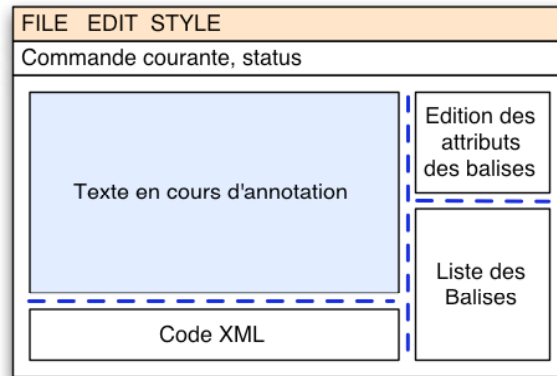 FILE EDIT STYLE
Commande courante, status
Texte en cours d'annotation
Code XML
Edition des
attributs
des balises
Liste des
Balises